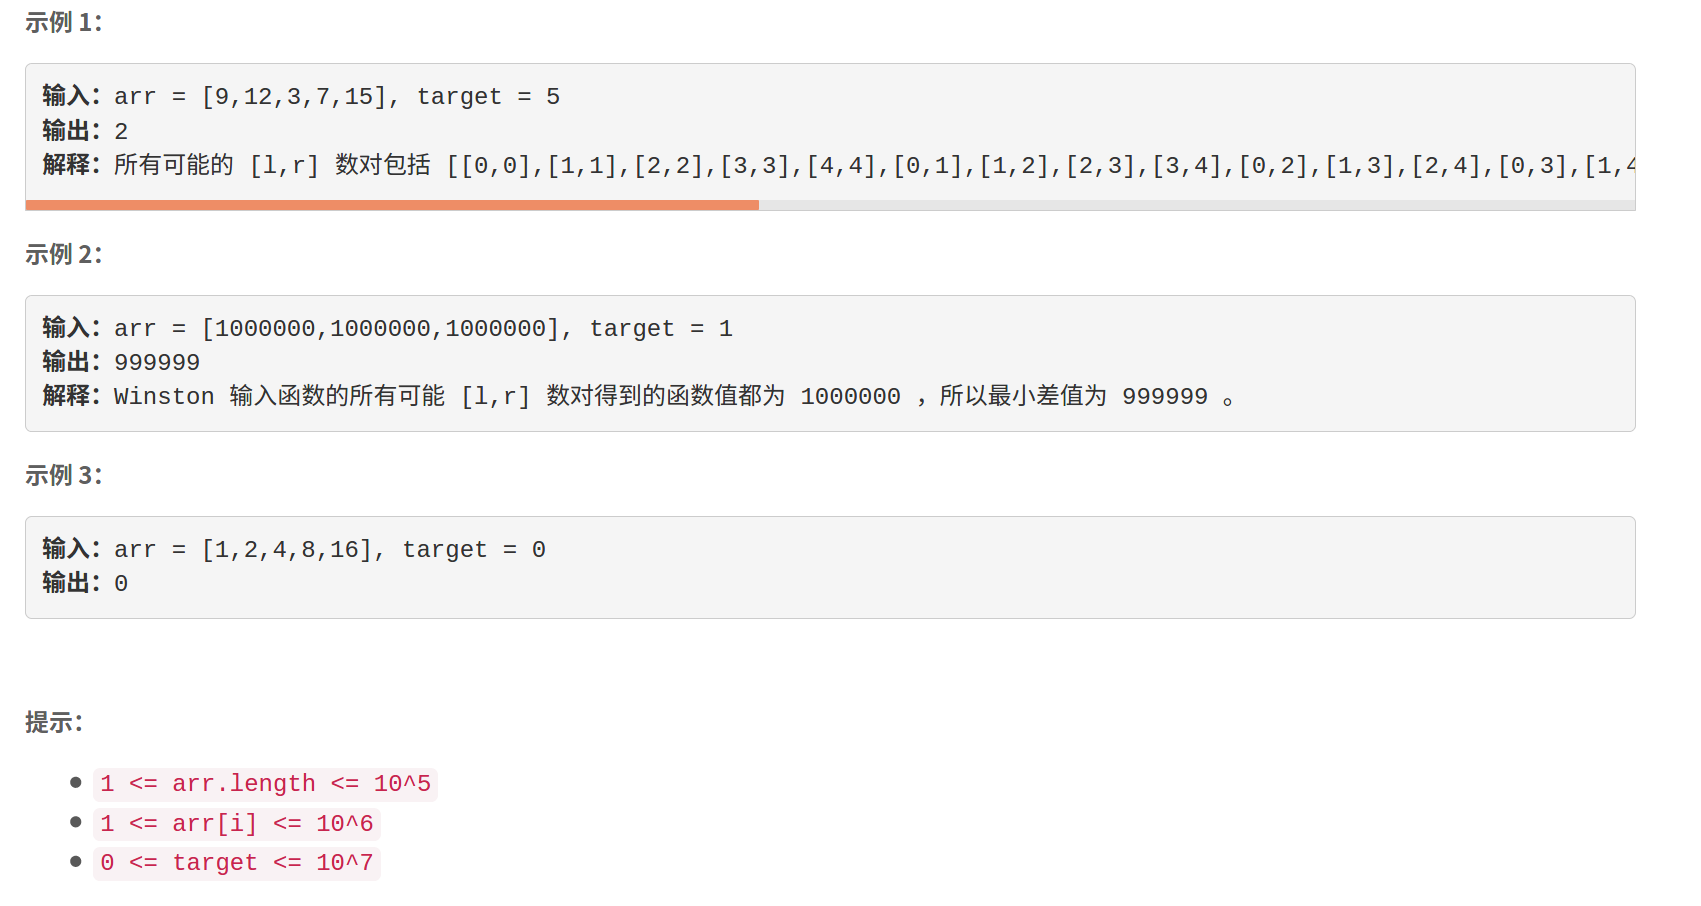 示例 1：
输入：arr = [9,12,3,7,15], target = 5
输出：2
解释：所有可能的 [l,r] 数对包括 [[0,0],[1,1],[2,2],[3,3],[4,4],[0,1],[1,2],[2,3],[3,4],[0,2],[1,3],[2,4],[0,3],[1,4
示例 2：
输入：arr = [1000000,1000000,1000000], target = 1
输出：999999
解释：Winston 输入函数的所有可能 [l,r] 数对得到的函数值都为 1000000 ，所以最小差值为 999999 。
示例 3：
输入：arr = [1,2,4,8,16], target = 0
输出：0
提示：
1 <= arr.length <= 10^5
1 <= arr[i] <= 10^6
0 <= target <= 10^7